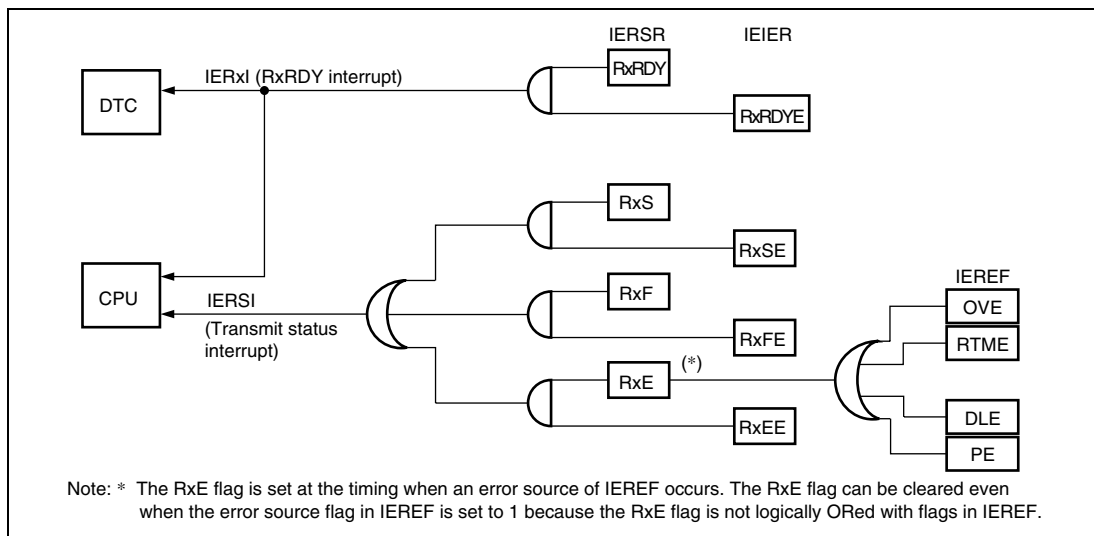 IERSR IEIER
RxRDY
IERxI (RxRDY interrupt)
DTC
RxRDYE
RxS
RxSE
CPU
IERSI
(Transmit status
interrupt)
RxF
RxFE
IEREF
OVE
RTME
RxE
(*)
RxEE
DLE
PE
Note: * The RxE flag is set at the timing when an error source of IEREF occurs. The RxE flag can be cleared even
when the error source flag in IEREF is set to 1 because the RxE flag is not logically ORed with flags in IEREF.